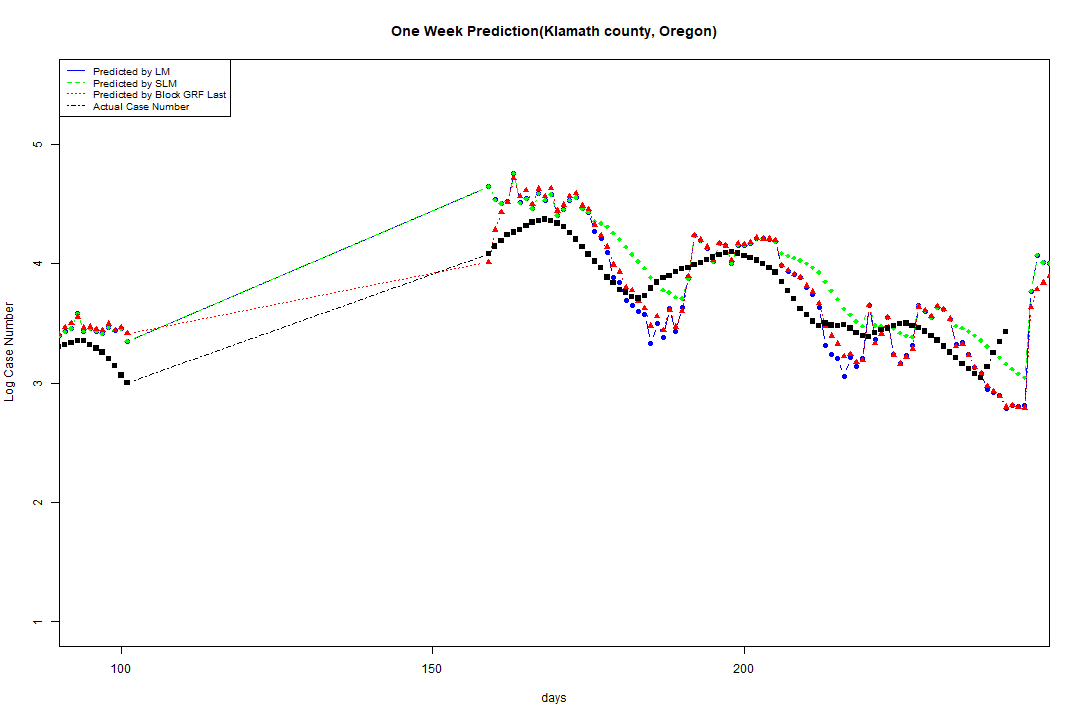 One Week Prediction(Klamath county, Oregon)
Predicted by LM
Predicted by SLM
Predicted by Block GRF Last
Actual Case Number
5
4
3
2
1
Log Case Number
100 150 200
days